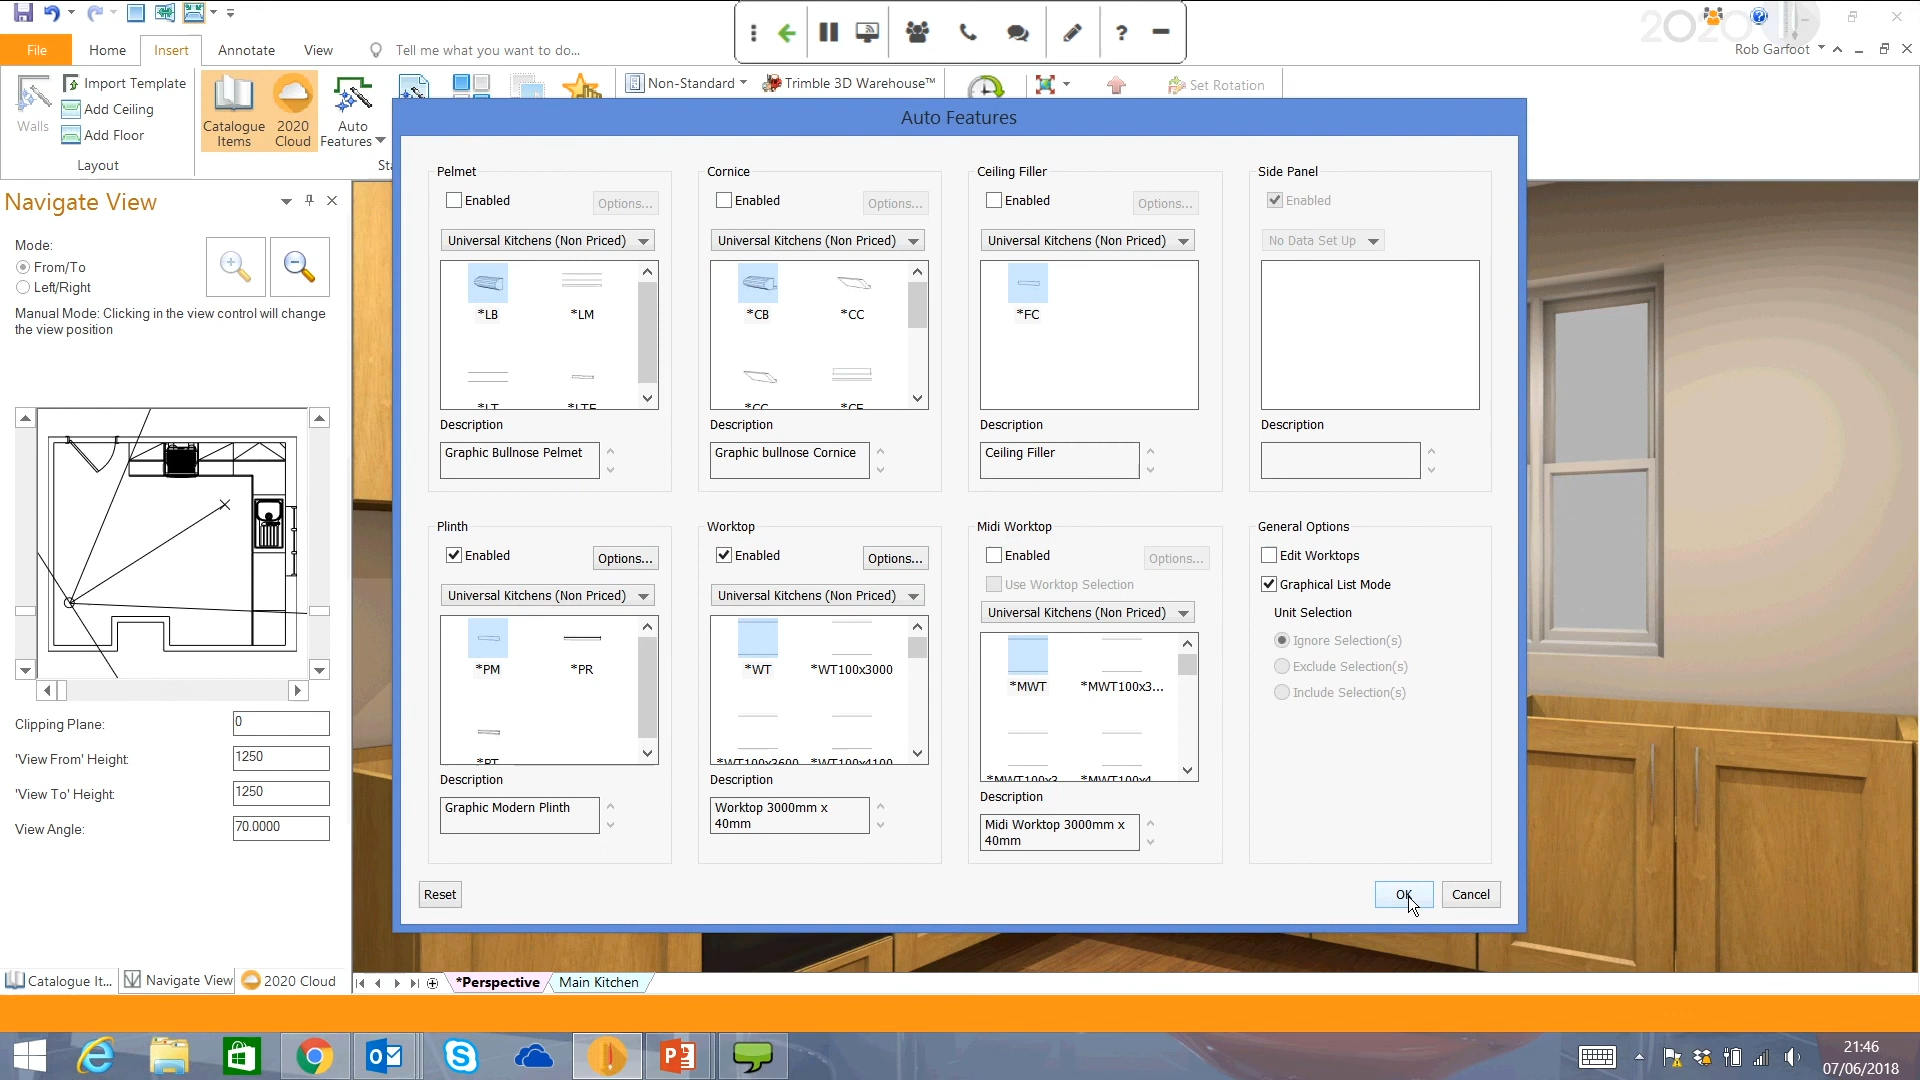 File
Home
Insert
Annotate
View
Tell me what you want to do...
2020
Rob Garfoot
Walls
Import Template
Add Ceiling
Add Floor
Layout
Catalogue Items
2020 Cloud
Auto Features
Non-Standard
Trimble 3D Warehouse™
Set Rotation
Navigate View
Mode:
From/To
Left/Right
Manual Mode: Clicking in the view control will change
the view position
Clipping Plane:
0
'View From' Height:
1250
'View To' Height:
1250
View Angle:
70.0000
Catalogue It...
Navigate View
2020 Cloud
Auto Features
Pelmet
Enabled
Options...
Universal Kitchens (Non Priced)
*LB
*LM
*LT
*LTF
Description
Graphic Bullnose Pelmet
Cornice
Enabled
Options...
Universal Kitchens (Non Priced)
*CB
*CC
*CC
*CF
Description
Graphic bullnose Cornice
Ceiling Filler
Enabled
Options...
Universal Kitchens (Non Priced)
*FC
Description
Ceiling Filler
Side Panel
Enabled
No Data Set Up
Description
Plinth
Enabled
Options...
Universal Kitchens (Non Priced)
*PM
*PR
*PT
Description
Graphic Modern Plinth
Worktop
Enabled
Options...
Universal Kitchens (Non Priced)
*WT
*WT100x3000
*WT100x3600
*WT100x4100
Description
Worktop 3000mm x
40mm
Midi Worktop
Enabled
Options...
Use Worktop Selection
Universal Kitchens (Non Priced)
*MWT
*MWT100x3...
*MWT100x3
*MWT100x4
Description
Midi Worktop 3000mm x
40mm
General Options
Edit Worktops
Graphical List Mode
Unit Selection
Ignore Selection(s)
Exclude Selection(s)
Include Selection(s)
Reset
OK
Cancel
*Perspective
Main Kitchen
21:46
07/06/2018